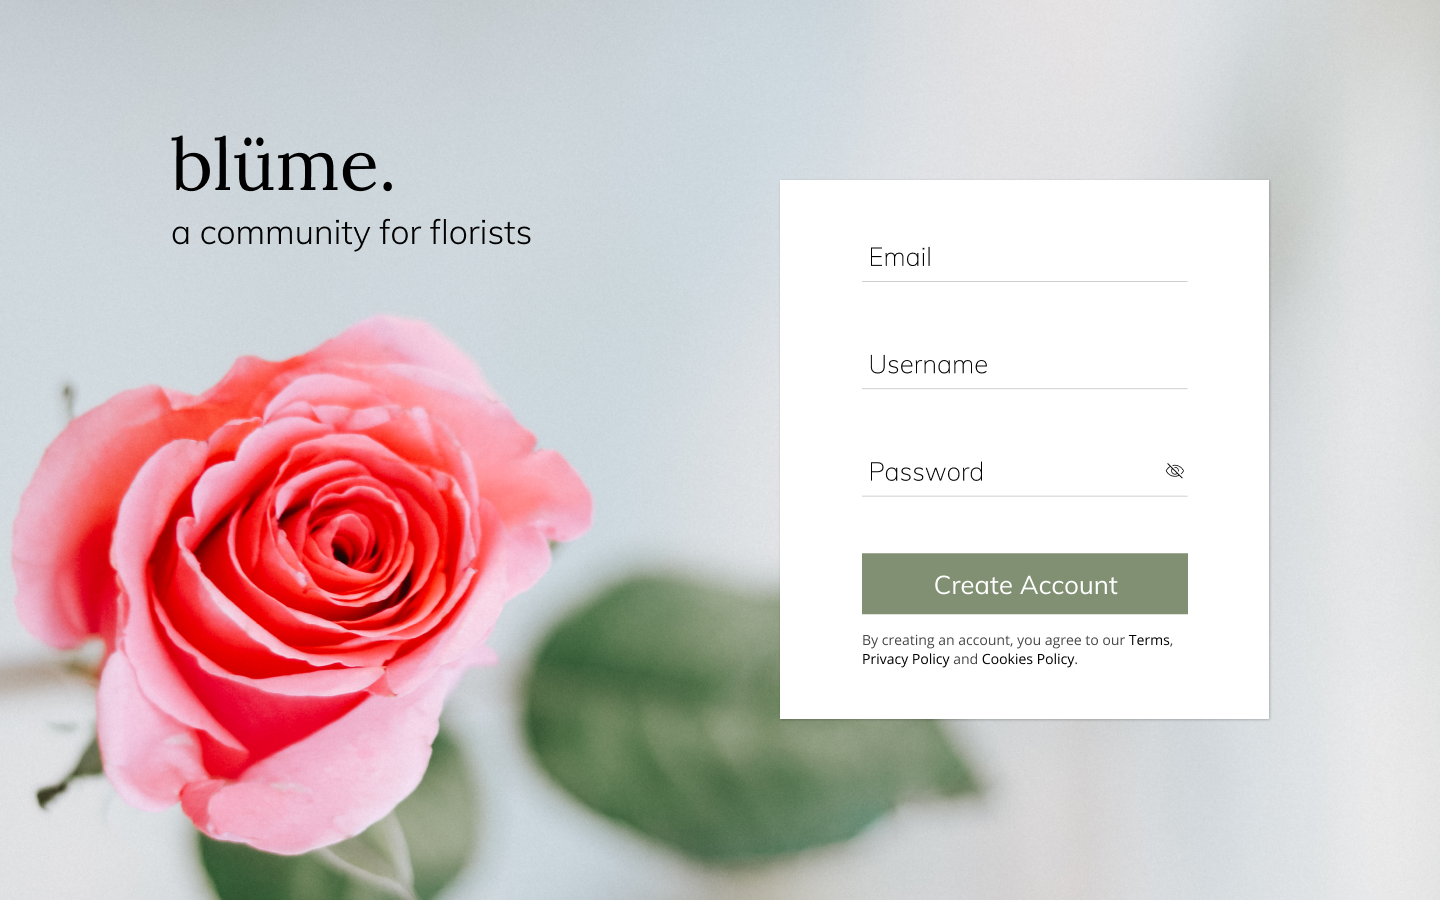 blüme.
a community for florists
Email
Username
Password
Create Account
By creating an account, you agree to our Terms,
Privacy Policy and Cookies Policy.